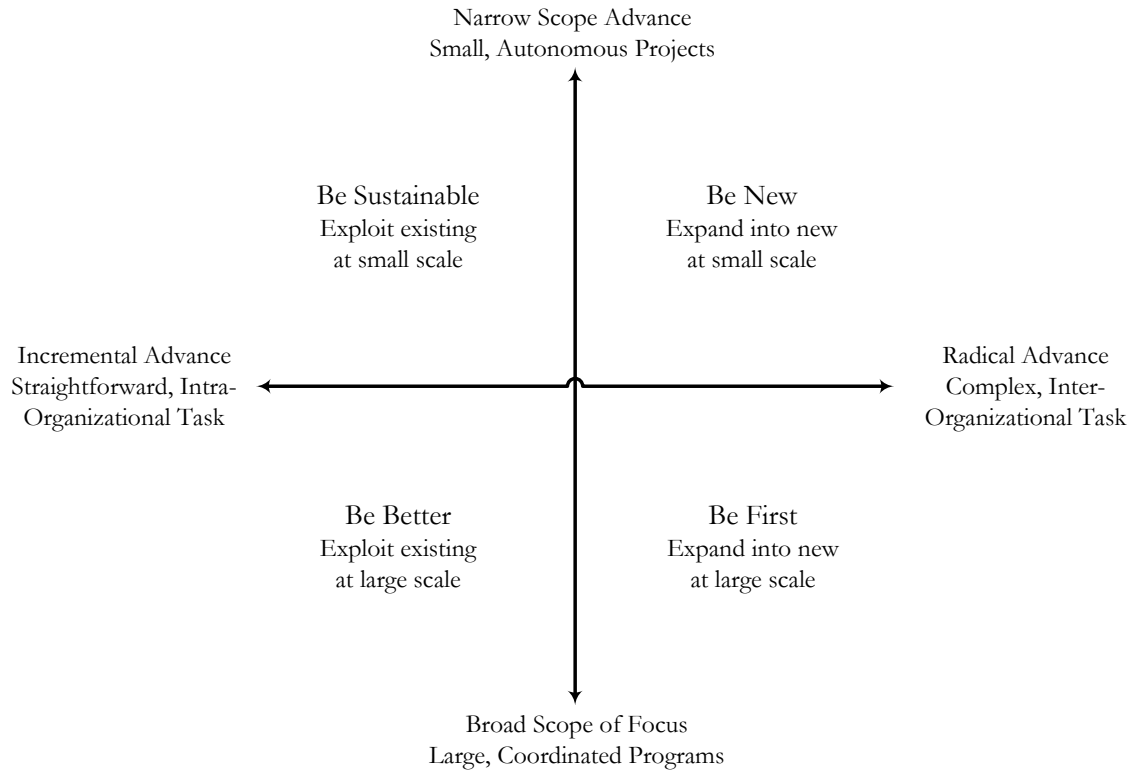 Narrow Scope Advance
Small, Autonomous Projects
Be Sustainable
Exploit existing
at small scale
Be New
Expand into new
at small scale
Incremental Advance
Straightforward, Intra-
Organizational Task
Radical Advance
Complex, Inter-
Organizational Task
Be Better
Exploit existing
at large scale
Be First
Expand into new
at large scale
Broad Scope of Focus
Large, Coordinated Programs